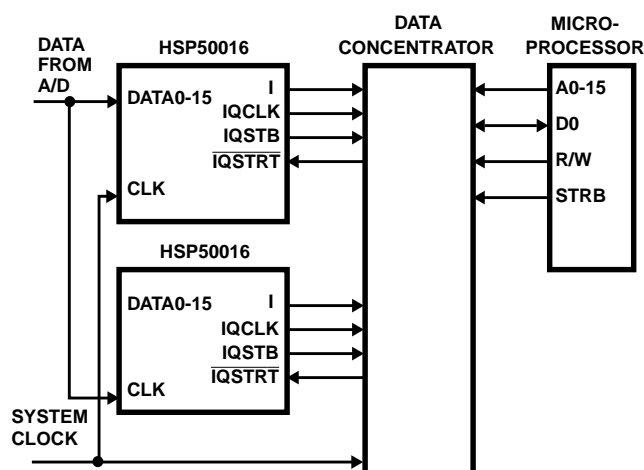 DATA
FROM
A/D
HSP50016
DATA0-15
I
IQCLK
IQSTB
IQSTRT
CLK
DATA
CONCENTRATOR
MICRO-
PROCESSOR
A0-15
D0
R/W
STRB
HSP50016
DATA0-15
I
IQCLK
IQSTB
IQSTRT
CLK
SYSTEM
CLOCK